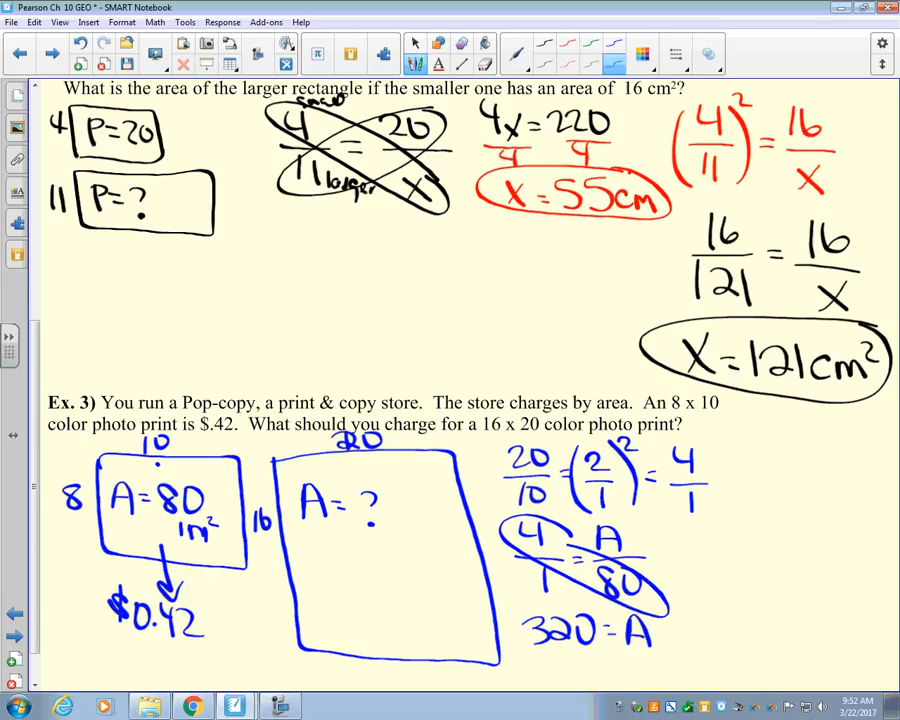 Pearson Ch 10 GEO * - SMART Notebook
File Edit View Insert Format Math Tools Response Add-ons Help
What is the area of the larger rectangle if the smaller one has an area of 16 cm²?
4 P=20
11 P=?
small
4/11 = 20/x
larger
4x=220
4 4
x=55cm
(4/11)² = 16/x
16/121 = 16/x
x=121cm²
Ex. 3) You run a Pop-copy, a print & copy store. The store charges by area. An 8 x 10
color photo print is $.42. What should you charge for a 16 x 20 color photo print?
10
8 A=80
in²
$0.42
20
16 A=?
20/10 = (2/1)² = 4/1
4/1 = A/80
320=A
9:52 AM
3/22/2017